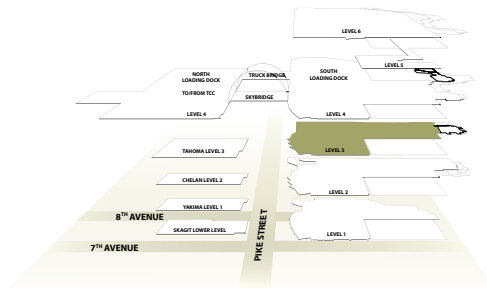 LEVEL 6
LEVEL 5
NORTH
LOADING DOCK
TRUCK BRIDGE
SOUTH
LOADING DOCK
TO/FROM TCC
SKYBRIDGE
LEVEL 4
LEVEL 4
TAHOMA LEVEL 3
LEVEL 3
CHELAN LEVEL 2
LEVEL 2
YAKIMA LEVEL 1
8TH AVENUE
SKAGIT LOWER LEVEL
LEVEL 1
PIKE STREET
7TH AVENUE